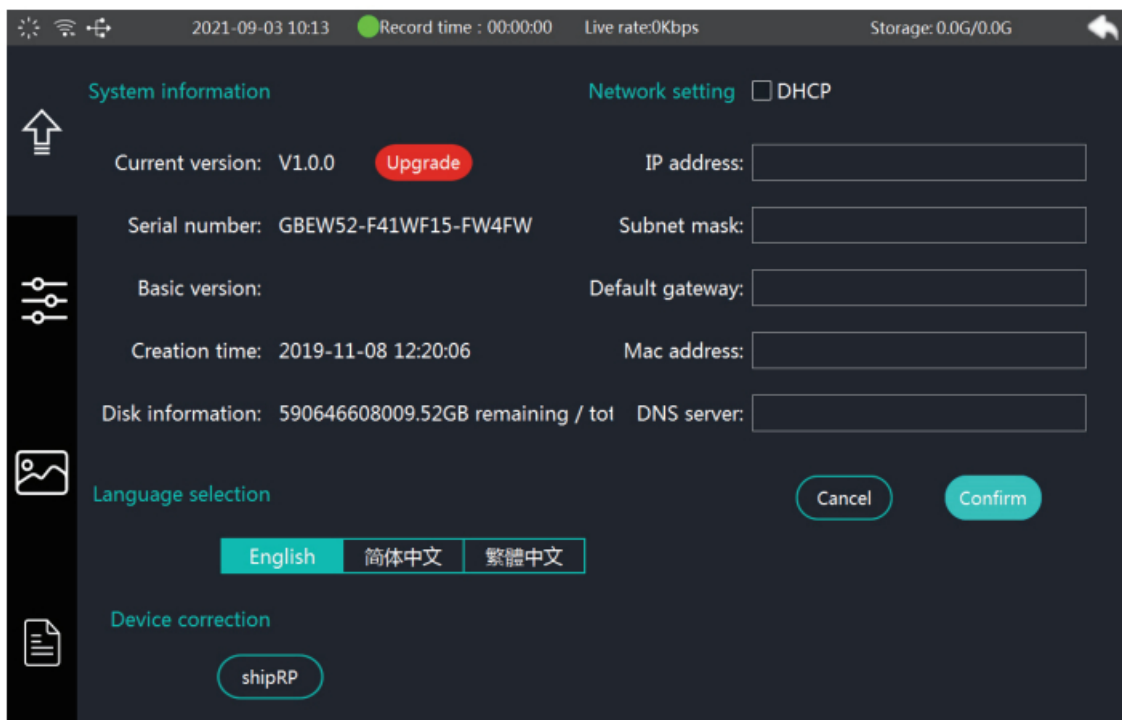 2021-09-03 10:13 Record time : 00:00:00 Live rate:0Kbps Storage: 0.0G/0.0G
System information
Current version: V1.0.0 Upgrade
Serial number: GBEW52-F41WF15-FW4FW
Basic version:
Creation time: 2019-11-08 12:20:06
Disk information: 590646608009.52GB remaining / tot
Language selection
English 简体中文 繁體中文
Device correction
shipRP
Network setting DHCP
IP address:
Subnet mask:
Default gateway:
Mac address:
DNS server:
Cancel Confirm